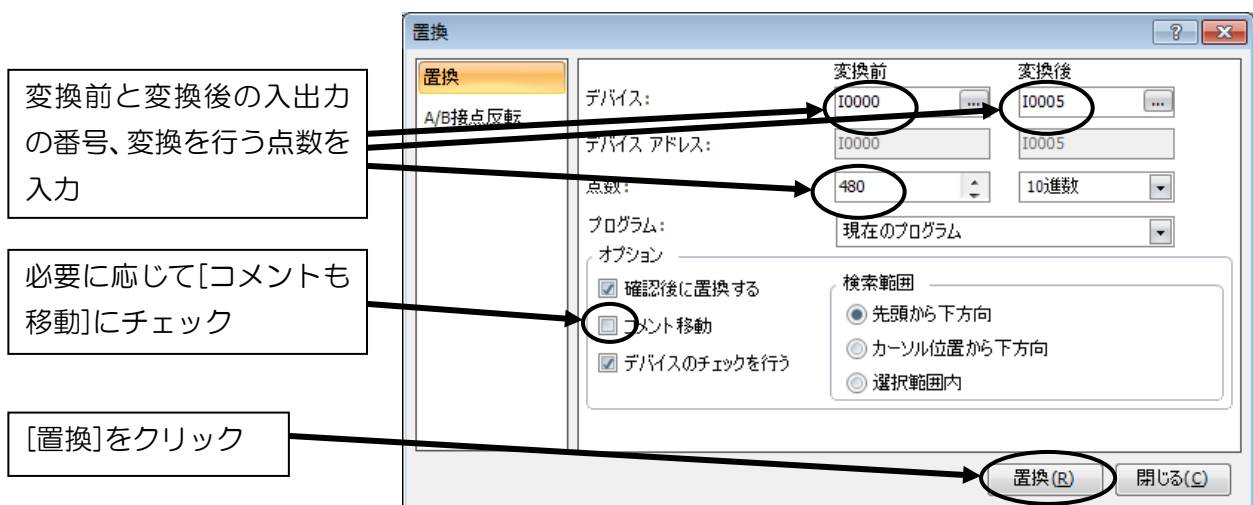 置換
変換前と変換後の入出力
の番号、変換を行う点数を
入力
必要に応じて[コメントも
移動]にチェック
[置換]をクリック
置換
A/B接点反転
変換前 変換後
デバイス: I0000 ... I0005 ...
デバイス アドレス: I0000 I0005
点数: 480 10進数
プログラム: 現在のプログラム
オプション
確認後に置換する
コメント移動
デバイスのチェックを行う
検索範囲
先頭から下方向
カーソル位置から下方向
選択範囲内
置換(R) 閉じる(C)